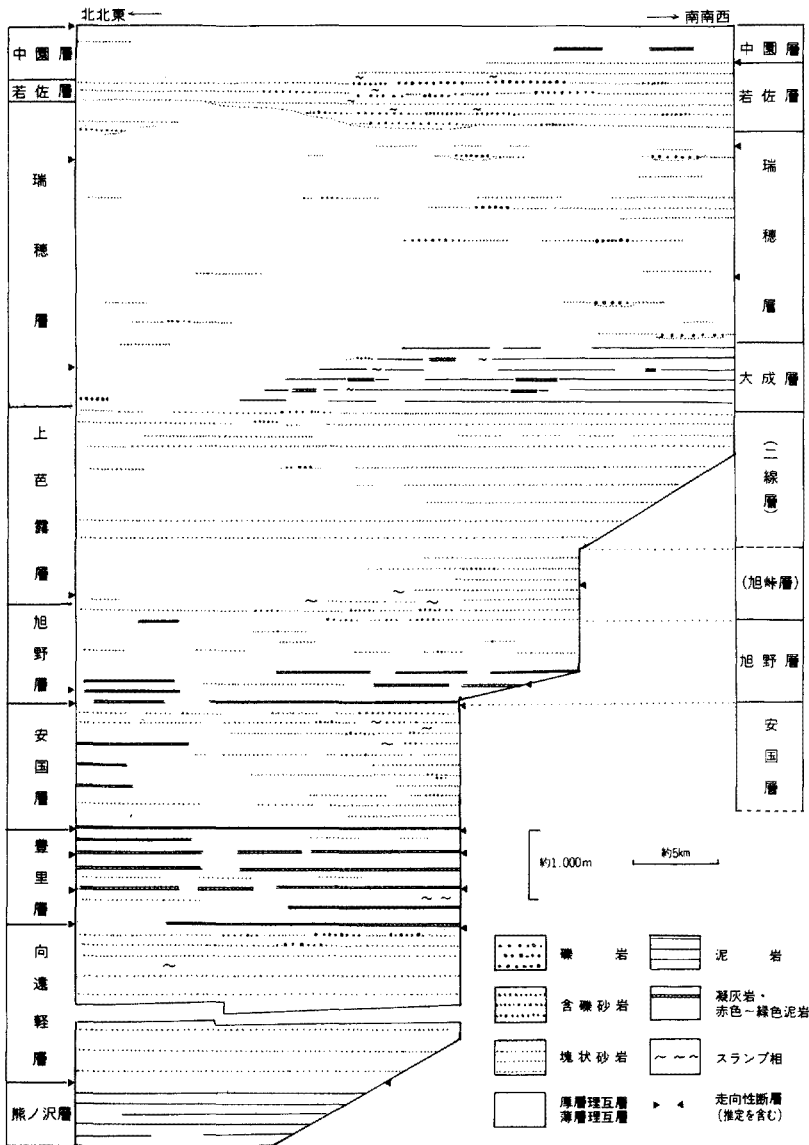 北北東←
→南南西
中園層
若佐層
瑞穂層
上芭露層
旭野層
安国層
豊里層
向遠軽層
熊ノ沢層
中園層
若佐層
瑞穂層
大成層
(二線層)
(旭峠層)
旭野層
安国層
約1.000m
約5km
礫岩
泥岩
含礫砂岩
凝灰岩・
赤色~緑色泥岩
塊状砂岩
スランプ相
厚層理互層
薄層理互層
走向性断層
(推定を含む)